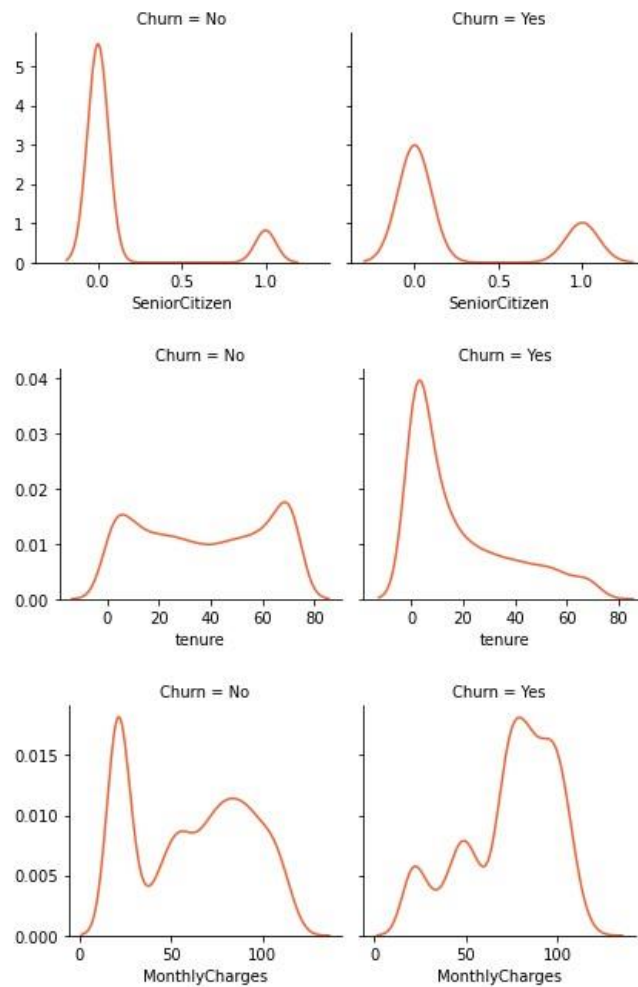 Churn = No Churn = Yes
5
4
3
2
1
0
0.0 0.5 1.0 0.0 0.5 1.0
SeniorCitizen SeniorCitizen
Churn = No Churn = Yes
0.04
0.03
0.02
0.01
0.00
0 20 40 60 80 0 20 40 60 80
tenure tenure
Churn = No Churn = Yes
0.015
0.010
0.005
0.000
0 50 100 0 50 100
MonthlyCharges MonthlyCharges